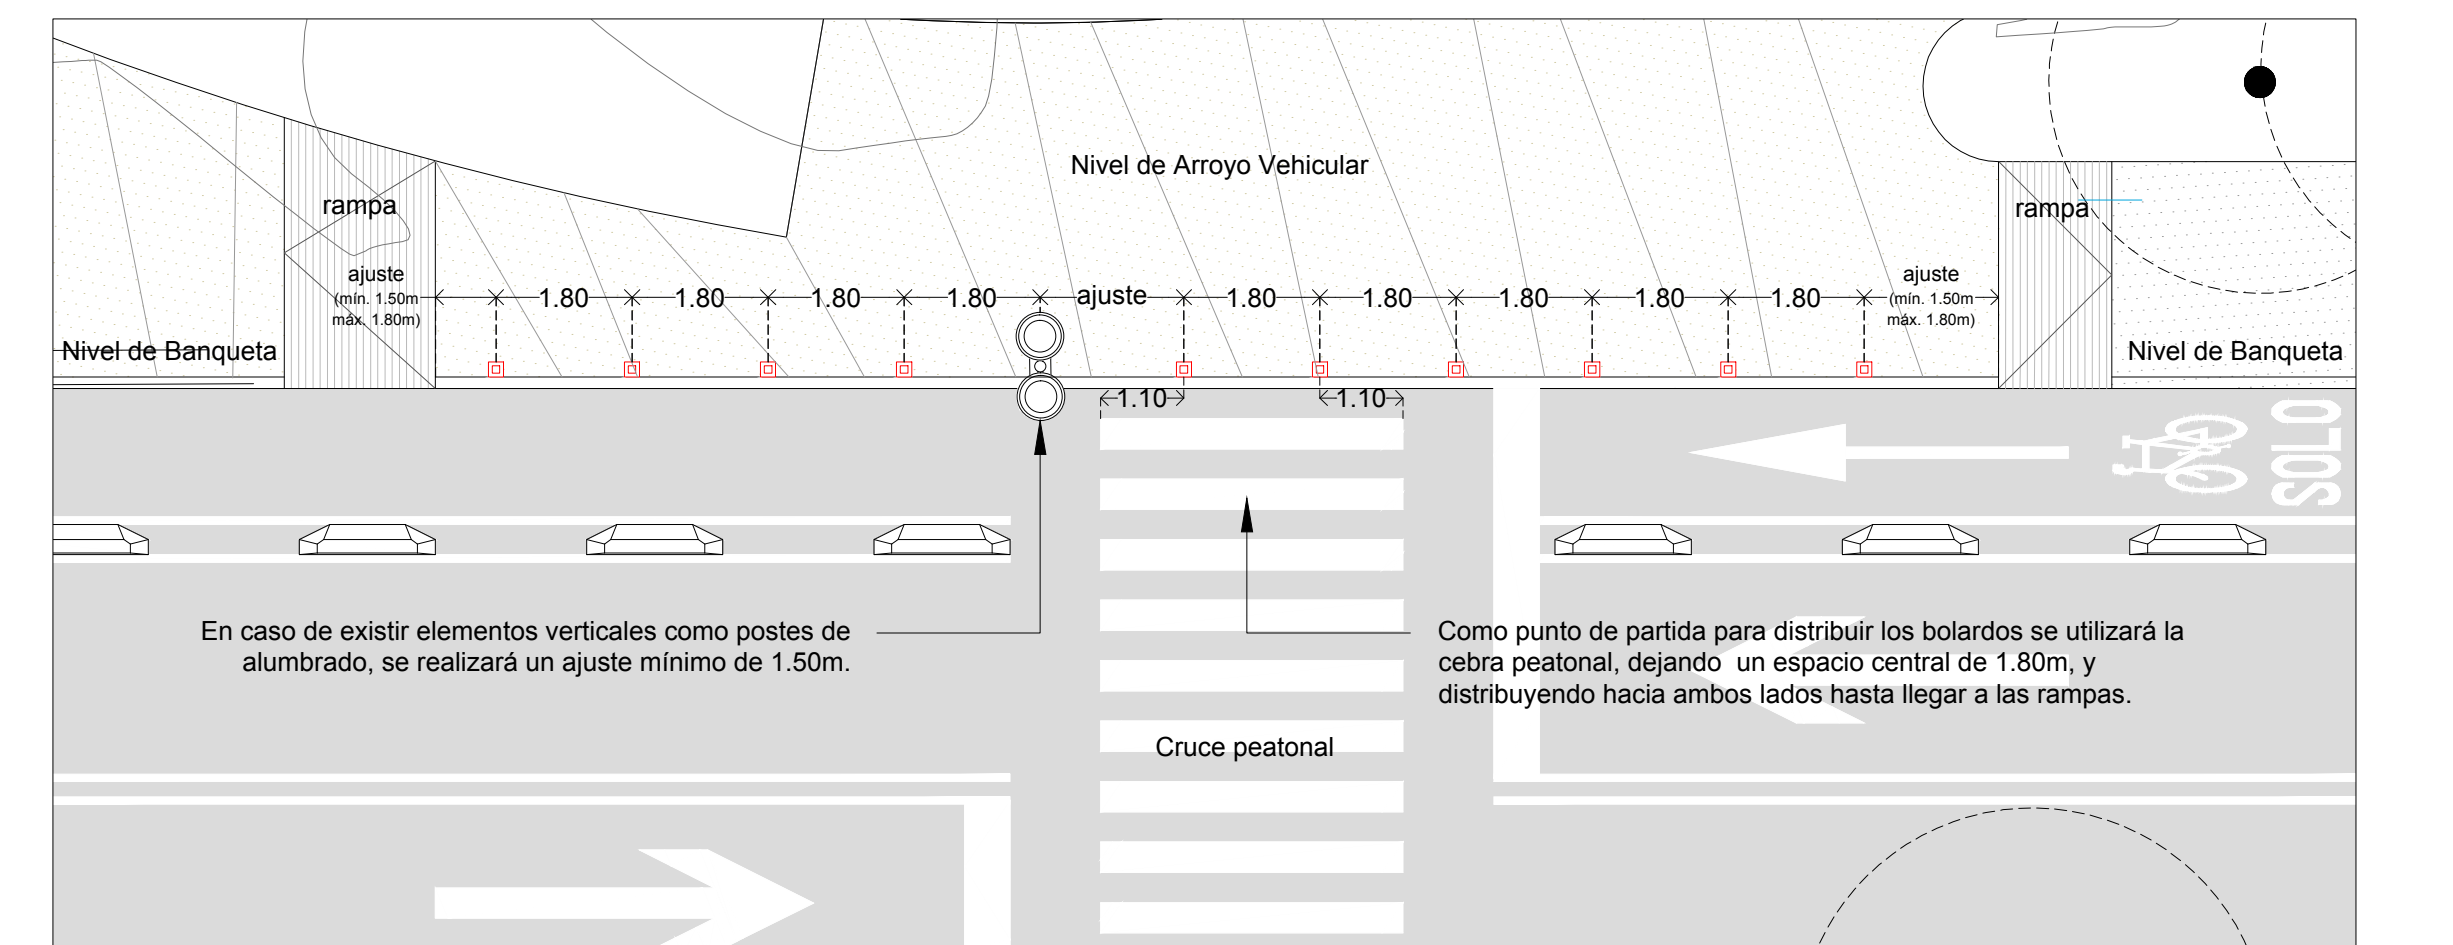 Nivel de Arroyo Vehicular
rampa
rampa
ajuste
(mín. 1.50m
máx. 1.80m)
1.80
1.80
1.80
1.80
ajuste
1.80
1.80
1.80
1.80
1.80
ajuste
(mín. 1.50m
máx. 1.80m)
Nivel de Banqueta
Nivel de Banqueta
1.10
1.10
SOLO
En caso de existir elementos verticales como postes de
alumbrado, se realizará un ajuste mínimo de 1.50m.
Como punto de partida para distribuir los bolardos se utilizará la
cebra peatonal, dejando un espacio central de 1.80m, y
distribuyendo hacia ambos lados hasta llegar a las rampas.
Cruce peatonal